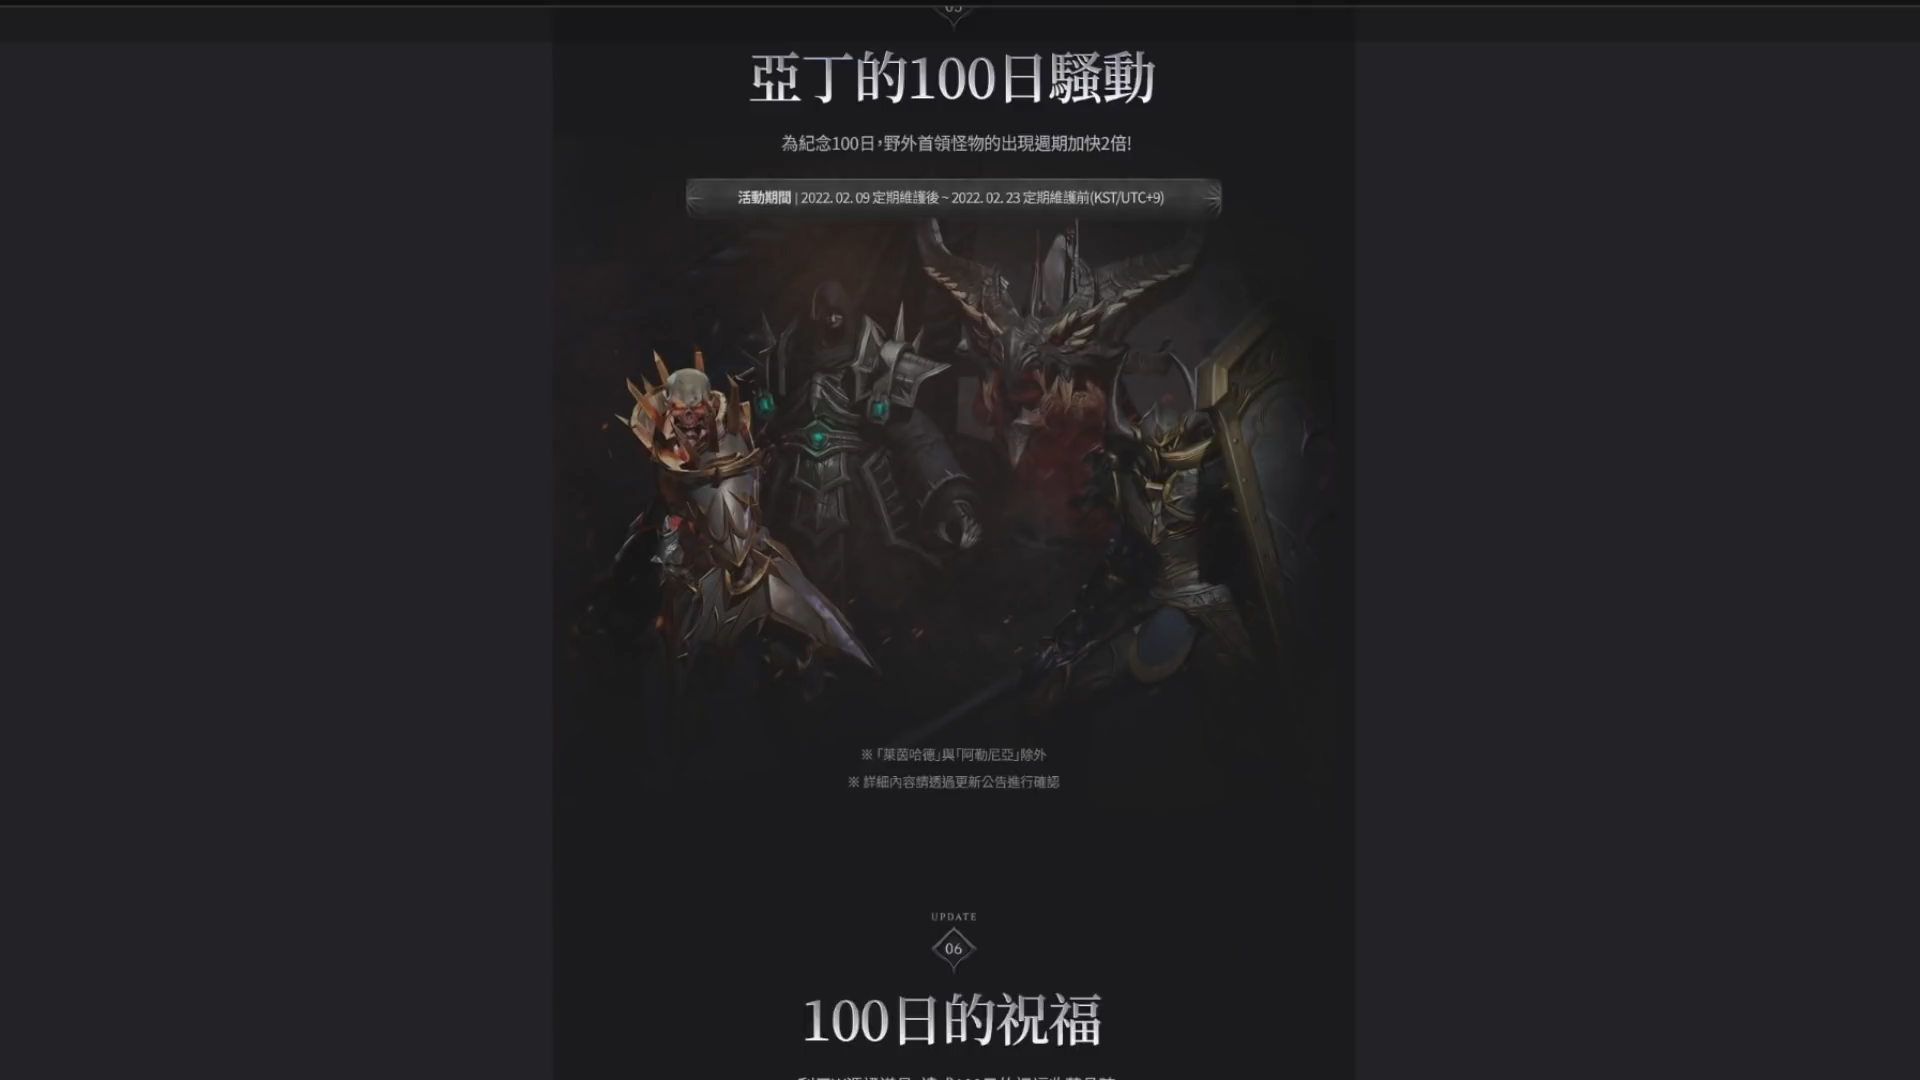 亞丁的100日騷動
為紀念100日，野外首領怪物的出現週期加快2倍!
活動期間 | 2022. 02. 09 定期維護後 ~ 2022. 02. 23 定期維護前(KST/UTC+9)
※「萊茵哈德」與「阿勒尼亞」除外
※ 詳細內容請透過更新公告進行確認
UPDATE
06
100日的祝福